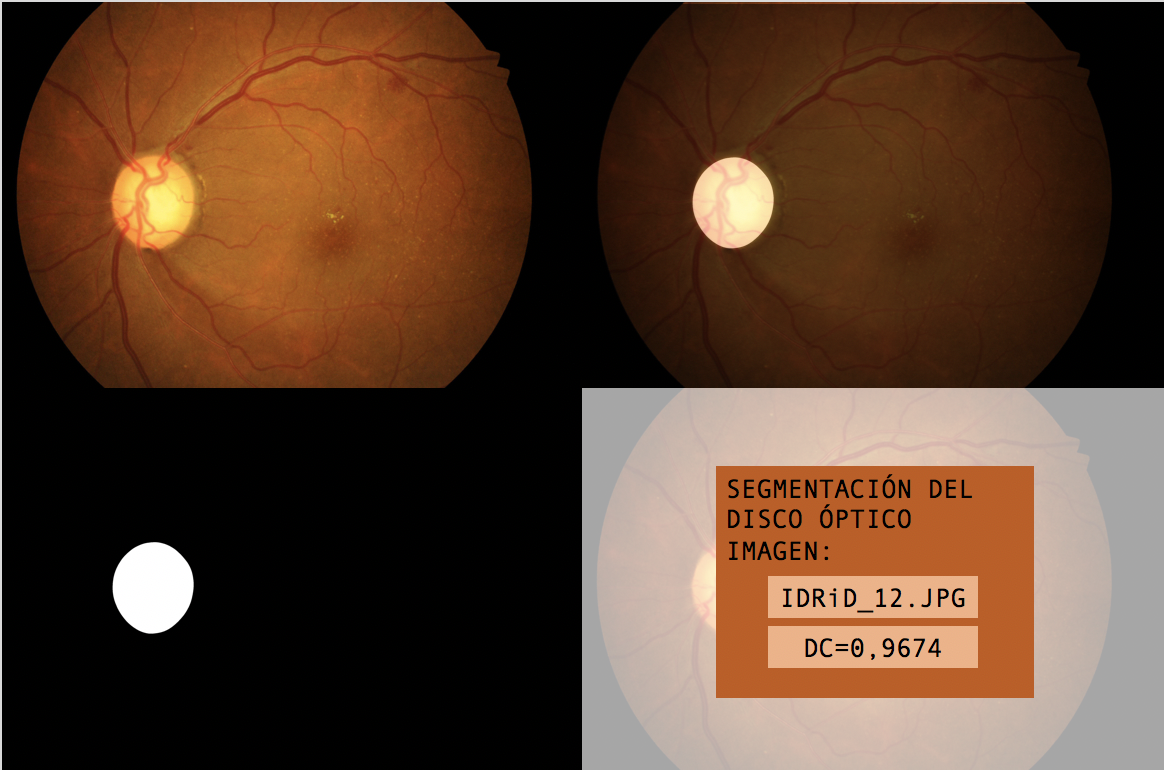 SEGMENTACIÓN DEL
DISCO ÓPTICO
IMAGEN:
IDRiD_12.JPG
DC=0,9674